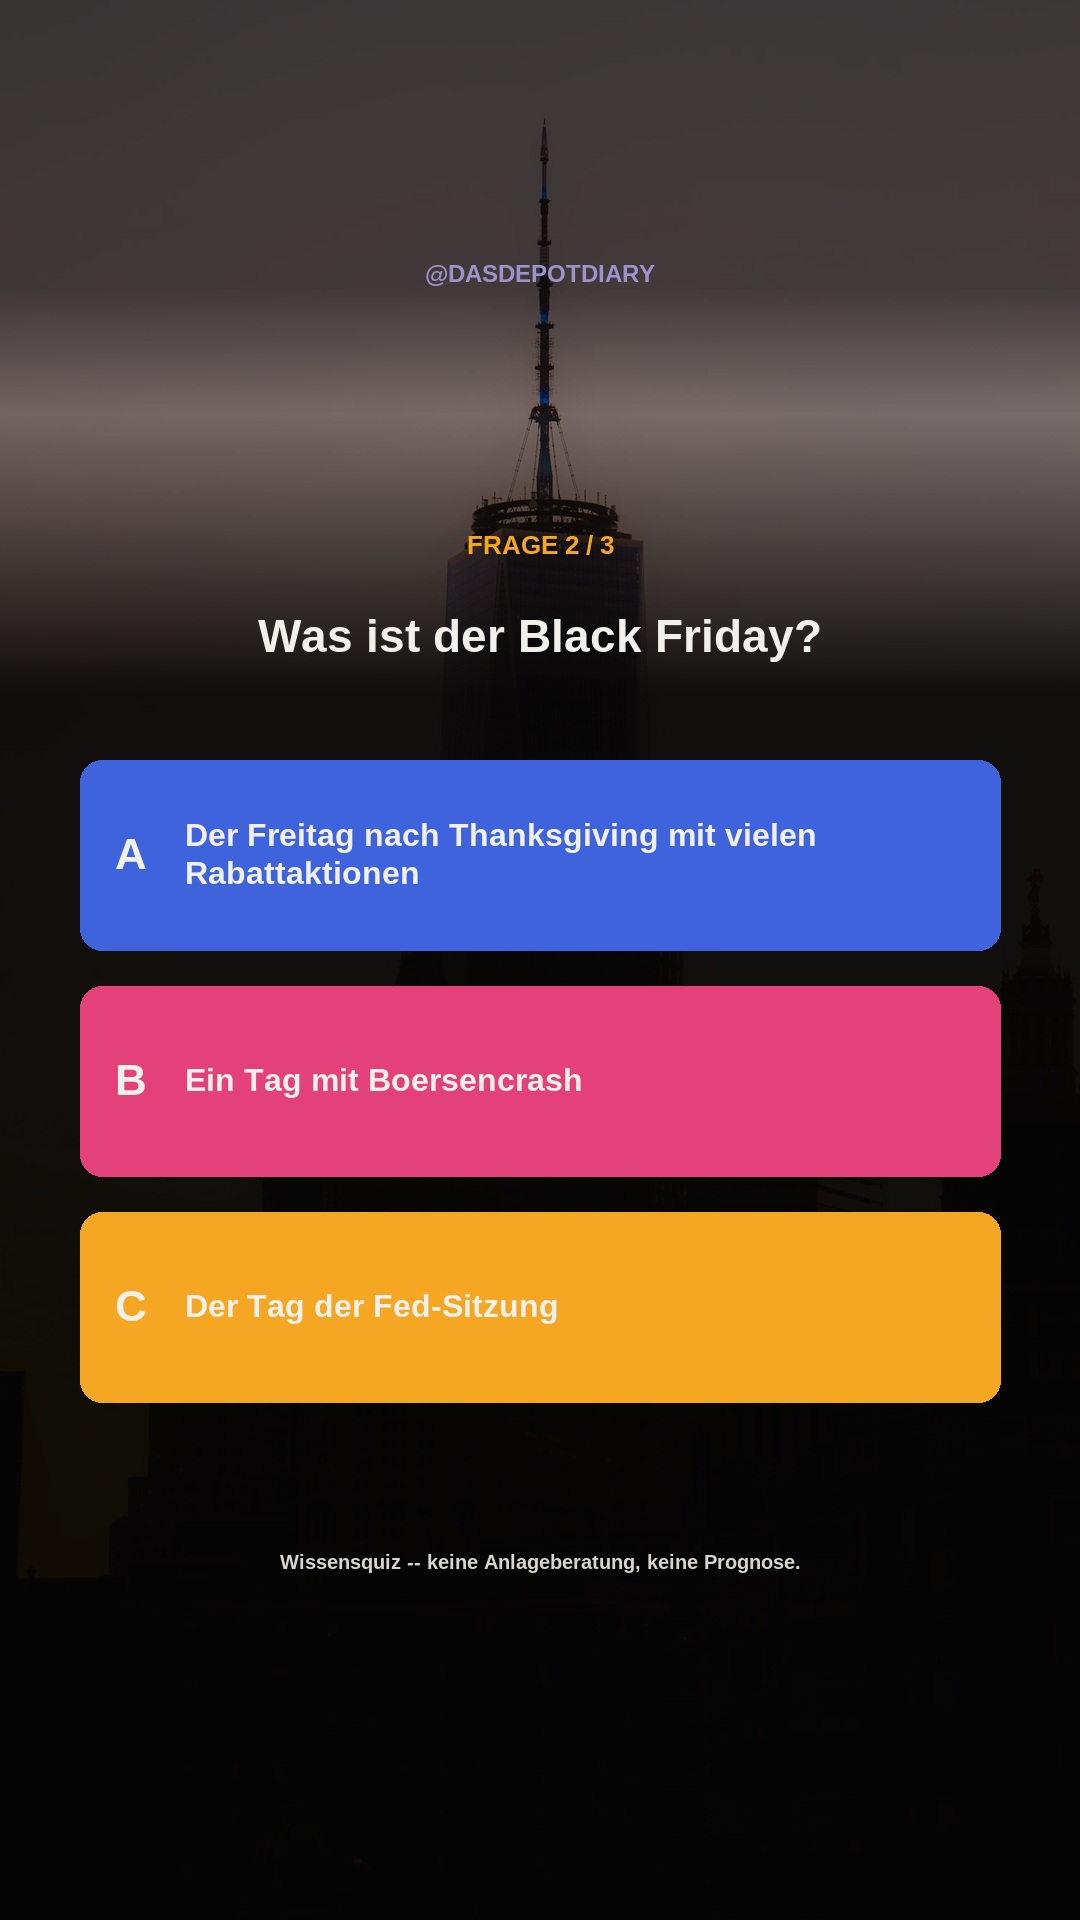 @DASDEPOTDIARY
FRAGE 2 / 3
Was ist der Black Friday?
A
Der Freitag nach Thanksgiving mit vielen
Rabattaktionen
B
Ein Tag mit Boersencrash
C
Der Tag der Fed-Sitzung
Wissensquiz -- keine Anlageberatung, keine Prognose.